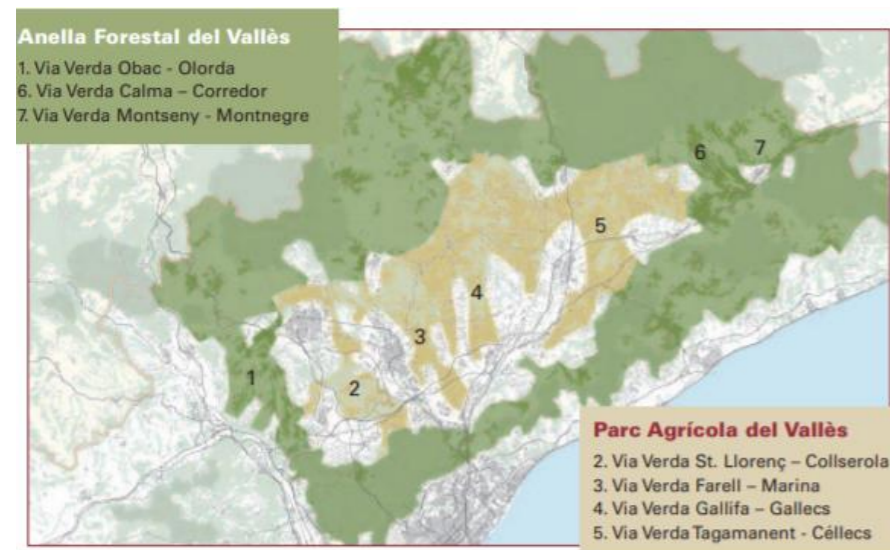 Anella Forestal del Vallès
1. Via Verda Obac - Olorda
6. Via Verda Calma – Corredor
7. Via Verda Montseny - Montnegre
6
7
5
4
3
1
2
Parc Agrícola del Vallès
2. Via Verda St. Llorenç – Collserola
3. Via Verda Farell – Marina
4. Via Verda Gallifa – Gallecs
5. Via Verda Tagamanent - Céllecs